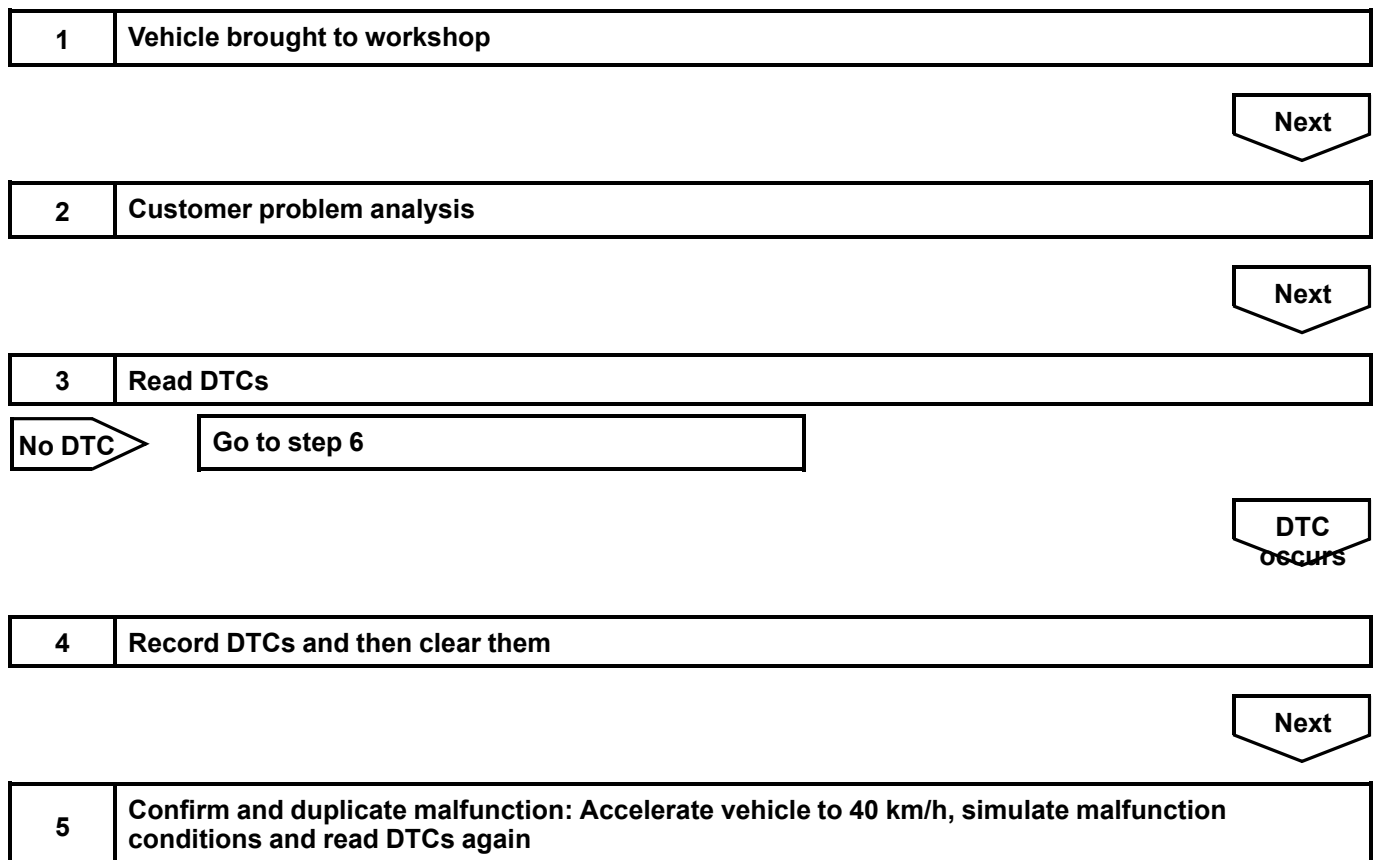 1 Vehicle brought to workshop
Next
2 Customer problem analysis
Next
3 Read DTCs
No DTC Go to step 6
DTC
occurs
4 Record DTCs and then clear them
Next
5 Confirm and duplicate malfunction: Accelerate vehicle to 40 km/h, simulate malfunction
conditions and read DTCs again